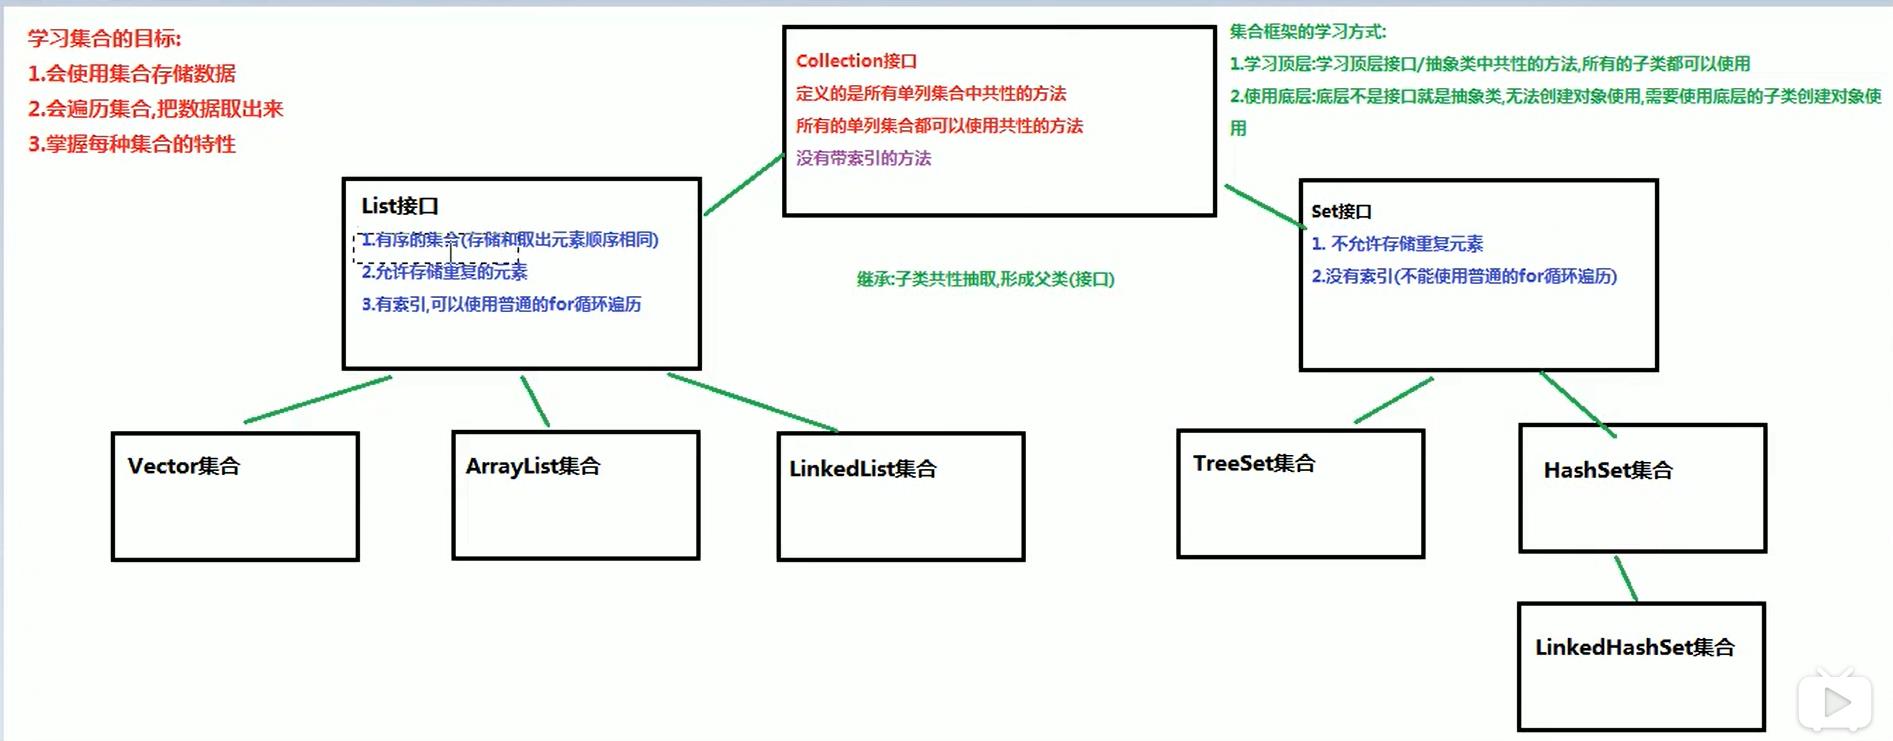 学习集合的目标:
1.会使用集合存储数据
2.会遍历集合,把数据取出来
3.掌握每种集合的特性
Collection接口
定义的是所有单列集合中共性的方法
所有的单列集合都可以使用共性的方法
没有带索引的方法
集合框架的学习方式:
1.学习顶层:学习顶层接口/抽象类中共性的方法,所有的子类都可以使用
2.使用底层:底层不是接口就是抽象类,无法创建对象使用,需要使用底层的子类创建对象使
用
List接口
1.有序的集合(存储和取出元素顺序相同)
2.允许存储重复的元素
3.有索引,可以使用普通的for循环遍历
继承:子类共性抽取,形成父类(接口)
Set接口
1. 不允许存储重复元素
2.没有索引(不能使用普通的for循环遍历)
Vector集合
ArrayList集合
LinkedList集合
TreeSet集合
HashSet集合
LinkedHashSet集合